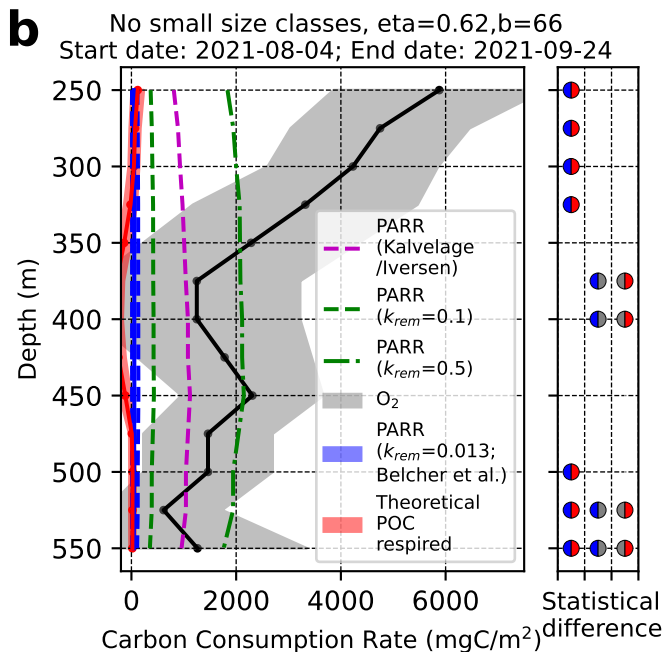 b
No small size classes, eta=0.62,b=66
Start date: 2021-08-04; End date: 2021-09-24
250
300
350
400
450
500
550
Depth (m)
PARR
(Kalvelage
/Iversen)
PARR
(k_rem=0.1)
PARR
(k_rem=0.5)
O₂
PARR
(k_rem=0.013;
Belcher et al.)
Theoretical
POC
respired
0 2000 4000 6000
Carbon Consumption Rate (mgC/m²)
Statistical
difference